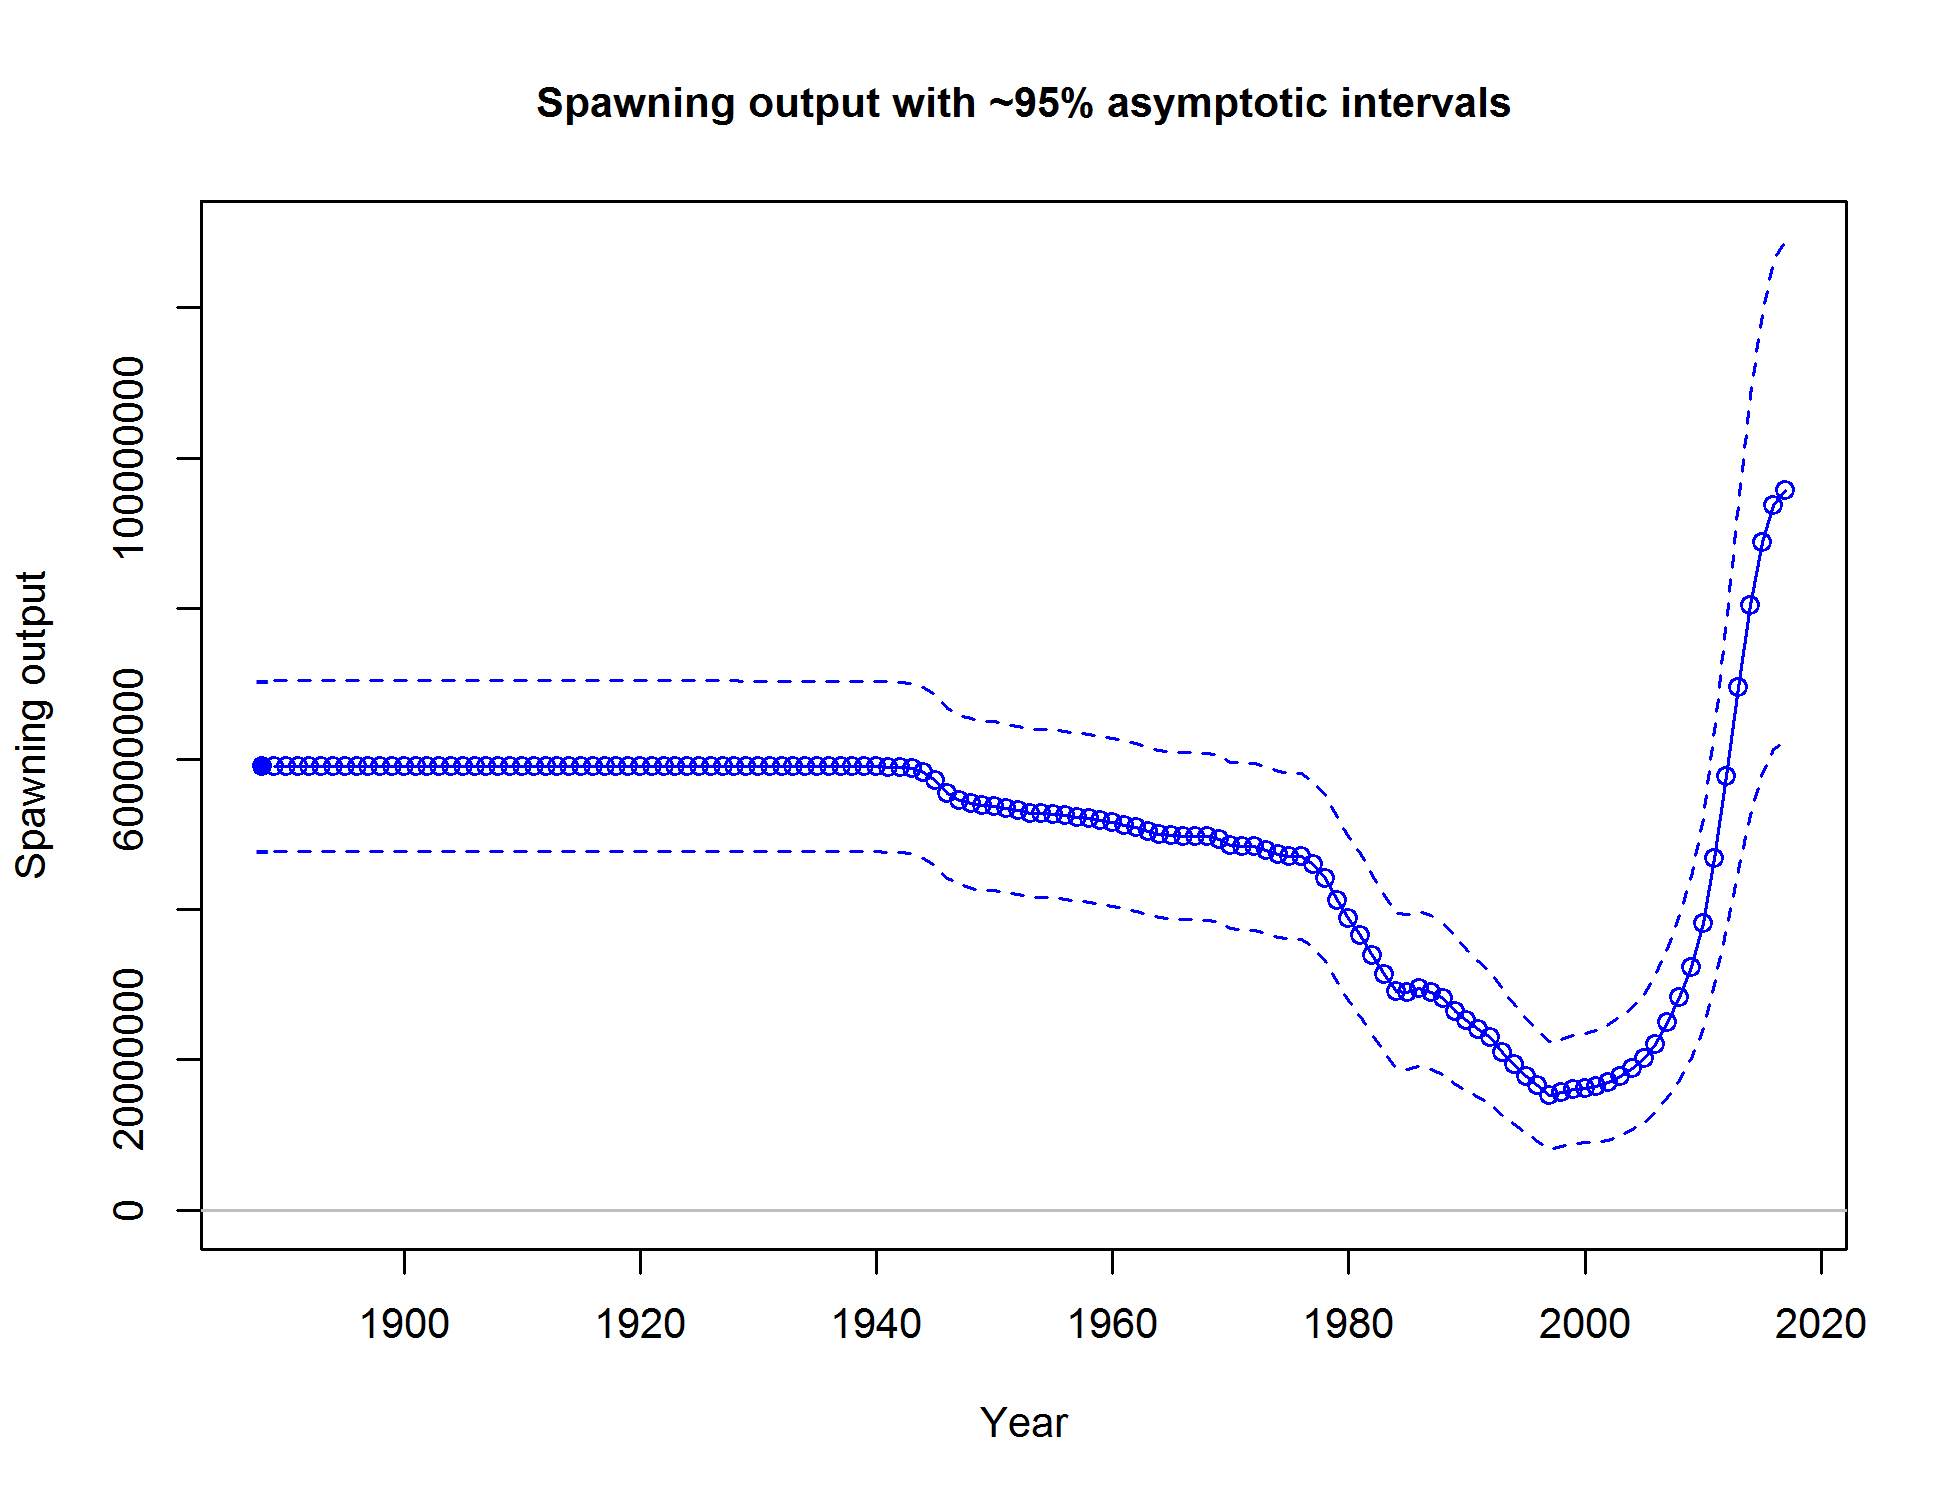 Spawning output with ~95% asymptotic intervals
Spawning output
100000000
60000000
20000000
0
1900 1920 1940 1960 1980 2000 2020
Year